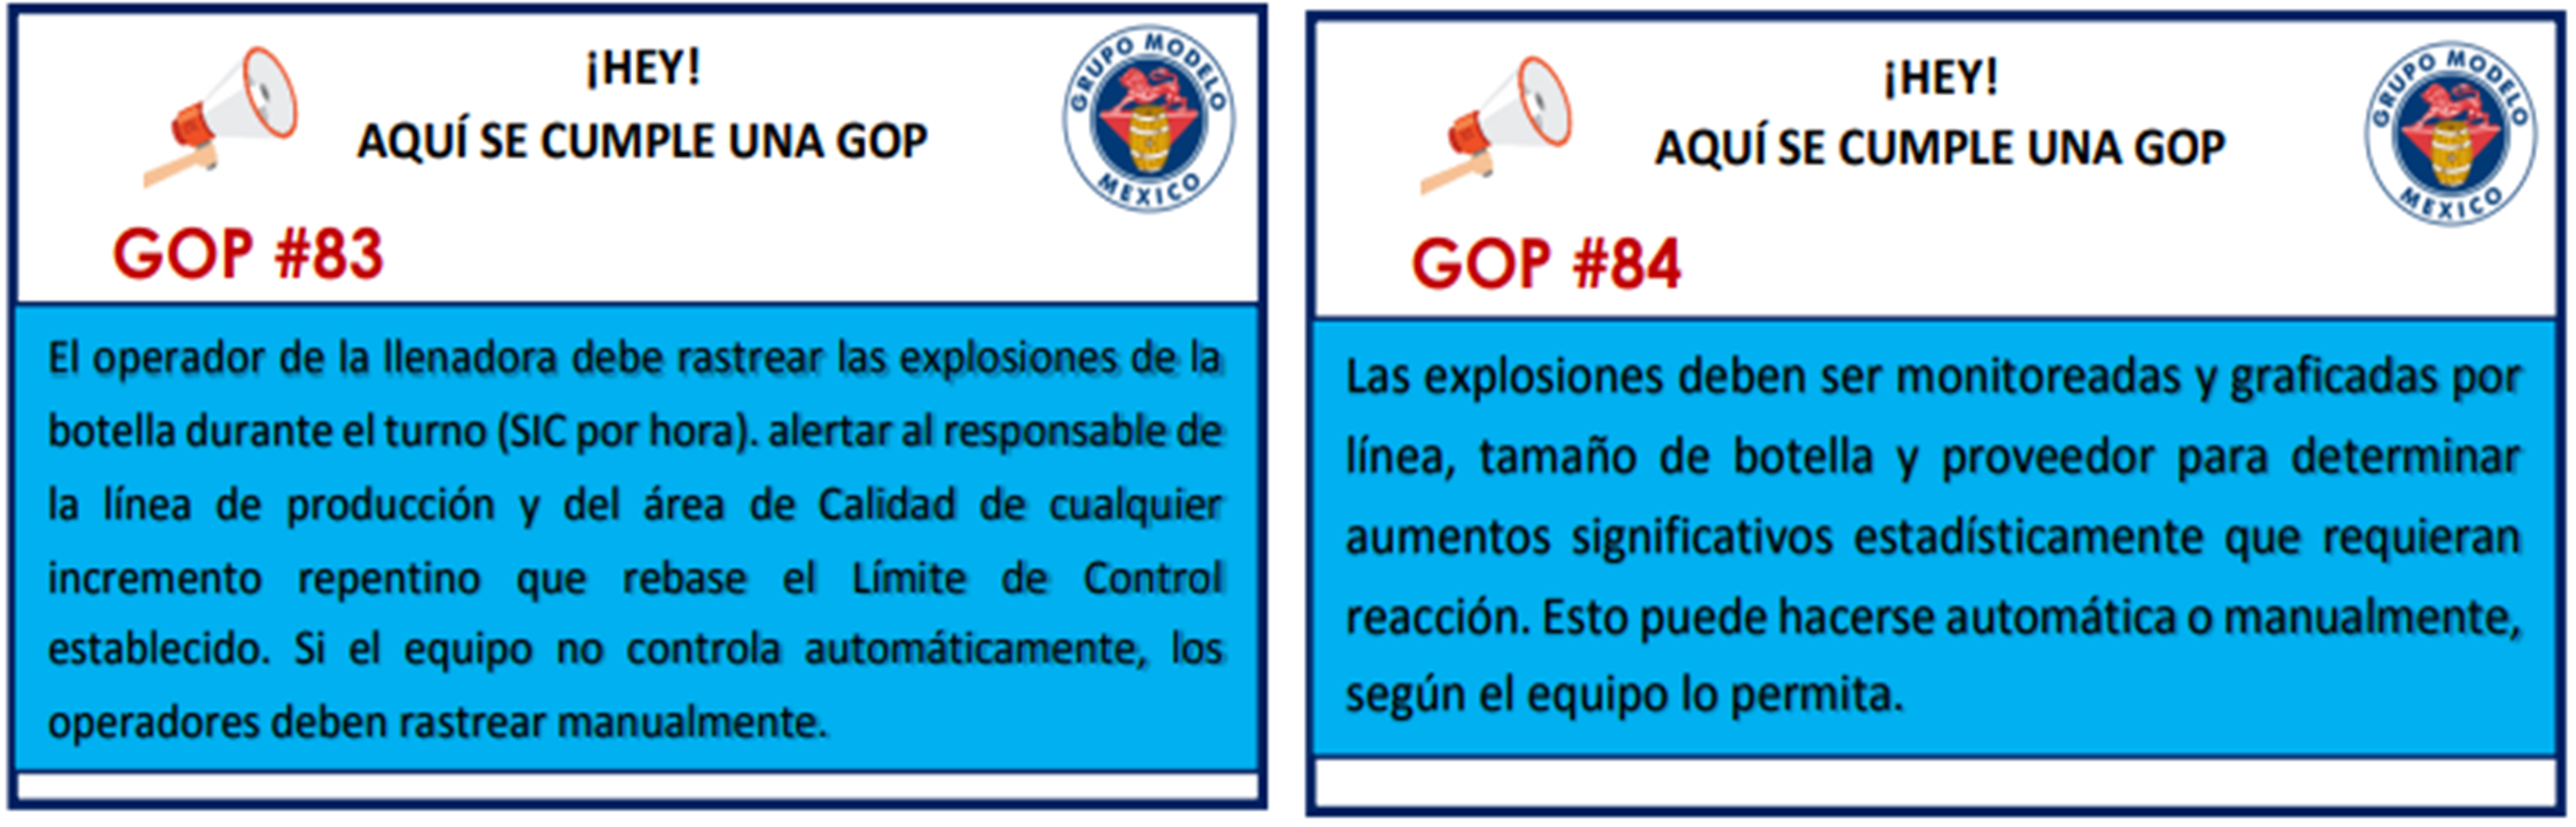 ¡HEY!
AQUÍ SE CUMPLE UNA GOP
GRUPO MODELO
MEXICO
GOP #83
El operador de la llenadora debe rastrear las explosiones de la
botella durante el turno (SIC por hora). alertar al responsable de
la línea de producción y del área de Calidad de cualquier
incremento repentino que rebase el Límite de Control
establecido. Si el equipo no controla automáticamente, los
operadores deben rastrear manualmente.
¡HEY!
AQUÍ SE CUMPLE UNA GOP
GRUPO MODELO
MEXICO
GOP #84
Las explosiones deben ser monitoreadas y graficadas por
línea, tamaño de botella y proveedor para determinar
aumentos significativos estadísticamente que requieran
reacción. Esto puede hacerse automática o manualmente,
según el equipo lo permita.